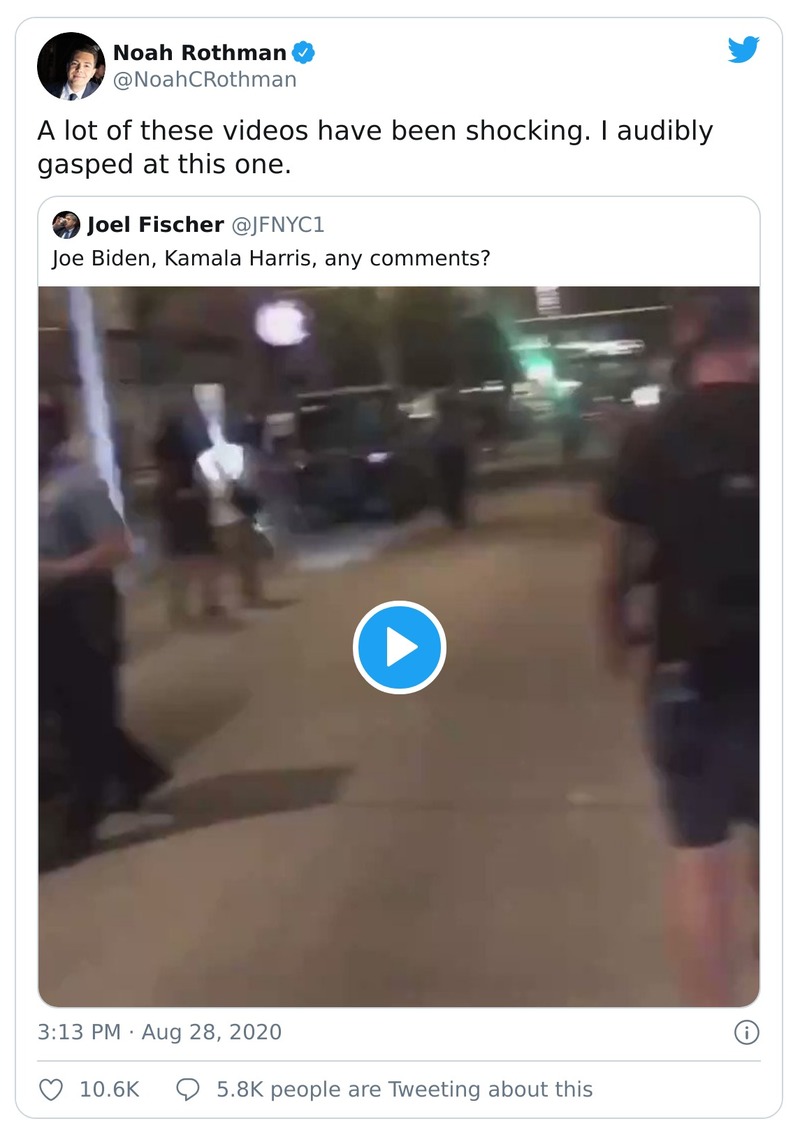 Noah Rothman
@NoahCRothman
A lot of these videos have been shocking. I audibly
gasped at this one.
Joel Fischer @JFNYC1
Joe Biden, Kamala Harris, any comments?
3:13 PM · Aug 28, 2020
10.6K 5.8K people are Tweeting about this